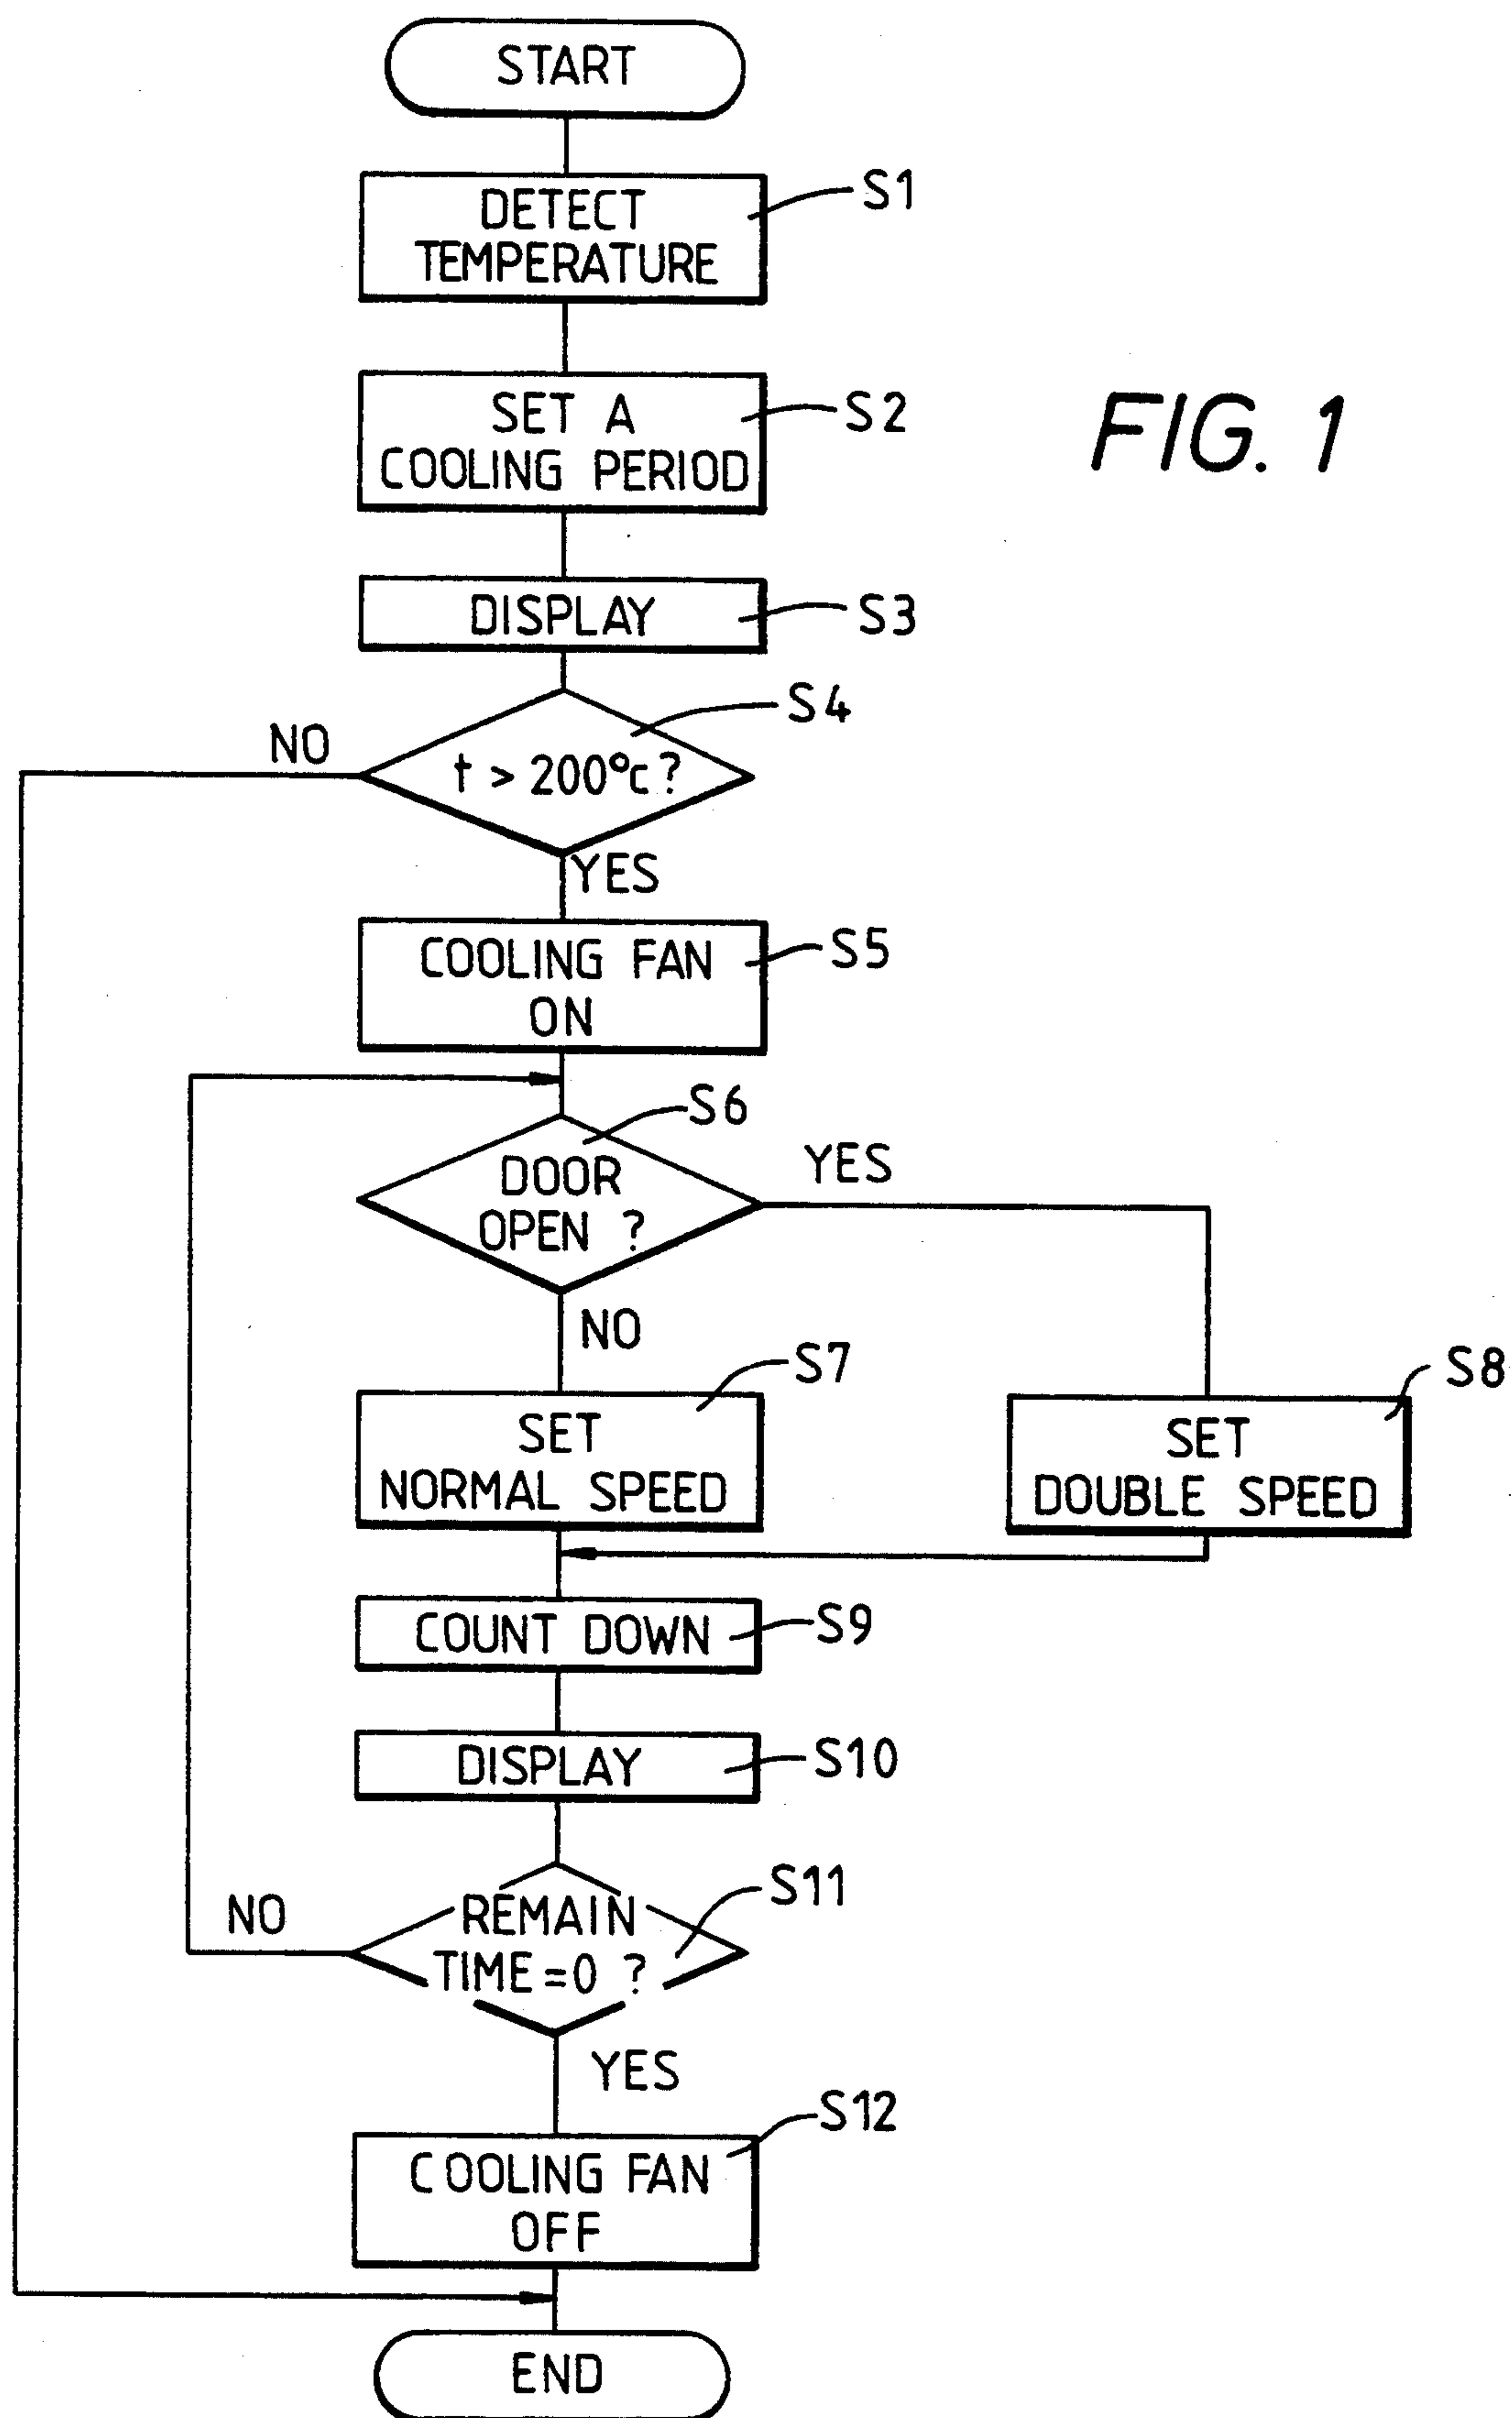 START
DETECT
TEMPERATURE
S1
SET A
COOLING PERIOD
S2
FIG. 1
DISPLAY
S3
S4
NO
t > 200°c?
YES
COOLING FAN
ON
S5
S6
DOOR
OPEN ?
YES
NO
S7
SET
NORMAL SPEED
S8
SET
DOUBLE SPEED
COUNT DOWN
S9
DISPLAY
S10
S11
NO
REMAIN
TIME=0 ?
YES
S12
COOLING FAN
OFF
END